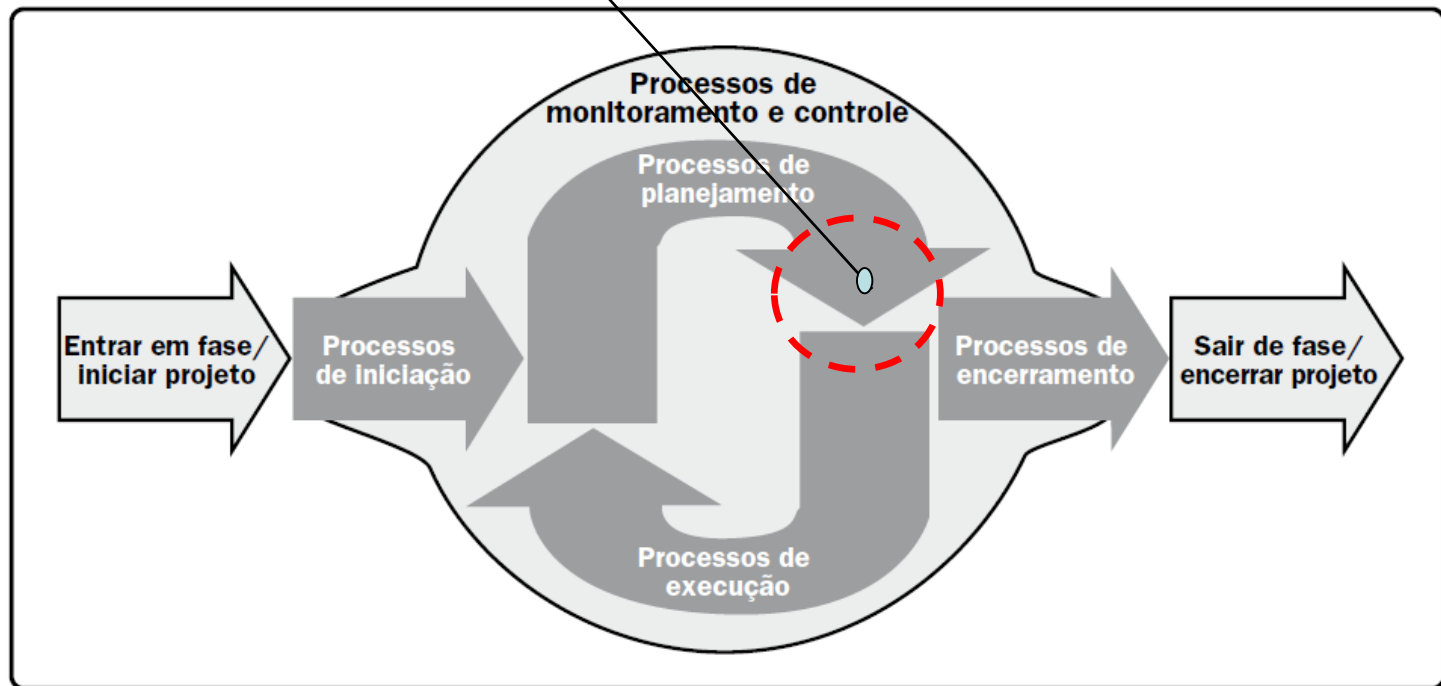 Processos de
monitoramento e controle
Processos de
planejamento
Entrar em fase/
iniciar projeto
Processos
de iniciação
Processos de
encerramento
Sair de fase/
encerrar projeto
Processos de
execução